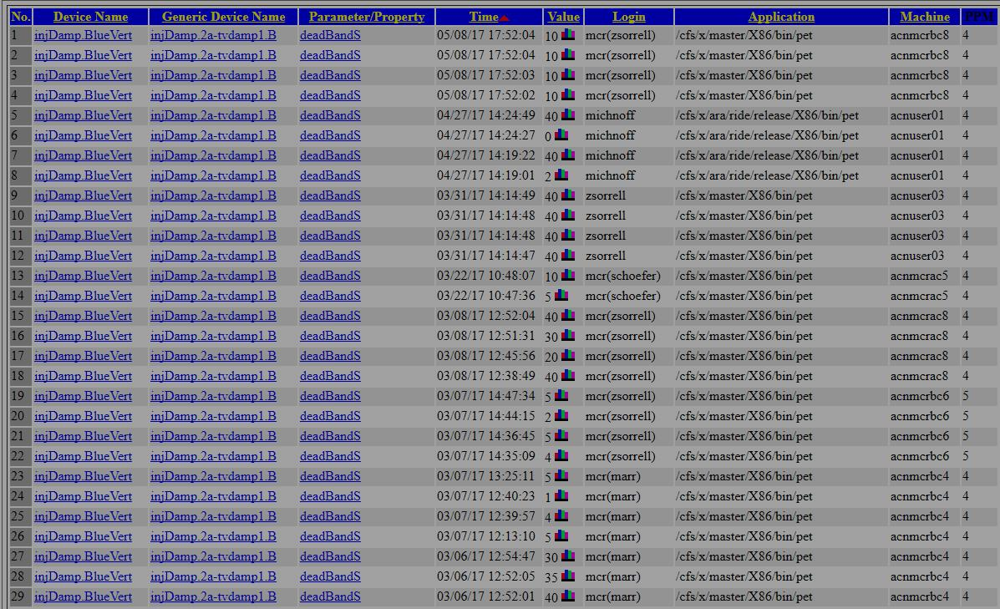 No. Device Name Generic Device Name Parameter/Property Time Value Login Application Machine PPM
1 injDamp.BlueVert injDamp.2a-tvdamp1.B deadBandS 05/08/17 17:52:04 10 mcr(zsorrell) /cfs/x/master/X86/bin/pet acnmcrbc8 4
2 injDamp.BlueVert injDamp.2a-tvdamp1.B deadBandS 05/08/17 17:52:04 10 mcr(zsorrell) /cfs/x/master/X86/bin/pet acnmcrbc8 4
3 injDamp.BlueVert injDamp.2a-tvdamp1.B deadBandS 05/08/17 17:52:03 10 mcr(zsorrell) /cfs/x/master/X86/bin/pet acnmcrbc8 4
4 injDamp.BlueVert injDamp.2a-tvdamp1.B deadBandS 05/08/17 17:52:02 10 mcr(zsorrell) /cfs/x/master/X86/bin/pet acnmcrbc8 4
5 injDamp.BlueVert injDamp.2a-tvdamp1.B deadBandS 04/27/17 14:24:49 40 michnoff /cfs/x/ara/ride/release/X86/bin/pet acnuser01 4
6 injDamp.BlueVert injDamp.2a-tvdamp1.B deadBandS 04/27/17 14:24:27 0 michnoff /cfs/x/ara/ride/release/X86/bin/pet acnuser01 4
7 injDamp.BlueVert injDamp.2a-tvdamp1.B deadBandS 04/27/17 14:19:22 40 michnoff /cfs/x/ara/ride/release/X86/bin/pet acnuser01 4
8 injDamp.BlueVert injDamp.2a-tvdamp1.B deadBandS 04/27/17 14:19:01 2 michnoff /cfs/x/ara/ride/release/X86/bin/pet acnuser01 4
9 injDamp.BlueVert injDamp.2a-tvdamp1.B deadBandS 03/31/17 14:14:49 40 zsorrell /cfs/x/master/X86/bin/pet acnuser03 4
10 injDamp.BlueVert injDamp.2a-tvdamp1.B deadBandS 03/31/17 14:14:48 40 zsorrell /cfs/x/master/X86/bin/pet acnuser03 4
11 injDamp.BlueVert injDamp.2a-tvdamp1.B deadBandS 03/31/17 14:14:48 40 zsorrell /cfs/x/master/X86/bin/pet acnuser03 4
12 injDamp.BlueVert injDamp.2a-tvdamp1.B deadBandS 03/31/17 14:14:47 40 zsorrell /cfs/x/master/X86/bin/pet acnuser03 4
13 injDamp.BlueVert injDamp.2a-tvdamp1.B deadBandS 03/22/17 10:48:07 10 mcr(schoefer) /cfs/x/master/X86/bin/pet acnmcrac5 4
14 injDamp.BlueVert injDamp.2a-tvdamp1.B deadBandS 03/22/17 10:47:36 5 mcr(schoefer) /cfs/x/master/X86/bin/pet acnmcrac5 4
15 injDamp.BlueVert injDamp.2a-tvdamp1.B deadBandS 03/08/17 12:52:04 40 mcr(zsorrell) /cfs/x/master/X86/bin/pet acnmcrac8 4
16 injDamp.BlueVert injDamp.2a-tvdamp1.B deadBandS 03/08/17 12:51:31 30 mcr(zsorrell) /cfs/x/master/X86/bin/pet acnmcrac8 4
17 injDamp.BlueVert injDamp.2a-tvdamp1.B deadBandS 03/08/17 12:45:56 20 mcr(zsorrell) /cfs/x/master/X86/bin/pet acnmcrac8 4
18 injDamp.BlueVert injDamp.2a-tvdamp1.B deadBandS 03/08/17 12:38:49 40 mcr(zsorrell) /cfs/x/master/X86/bin/pet acnmcrac8 4
19 injDamp.BlueVert injDamp.2a-tvdamp1.B deadBandS 03/07/17 14:47:34 5 mcr(zsorrell) /cfs/x/master/X86/bin/pet acnmcrbc6 5
20 injDamp.BlueVert injDamp.2a-tvdamp1.B deadBandS 03/07/17 14:44:15 2 mcr(zsorrell) /cfs/x/master/X86/bin/pet acnmcrbc6 5
21 injDamp.BlueVert injDamp.2a-tvdamp1.B deadBandS 03/07/17 14:36:45 5 mcr(zsorrell) /cfs/x/master/X86/bin/pet acnmcrbc6 5
22 injDamp.BlueVert injDamp.2a-tvdamp1.B deadBandS 03/07/17 14:35:09 4 mcr(zsorrell) /cfs/x/master/X86/bin/pet acnmcrbc6 5
23 injDamp.BlueVert injDamp.2a-tvdamp1.B deadBandS 03/07/17 13:25:11 5 mcr(marr) /cfs/x/master/X86/bin/pet acnmcrbc4 4
24 injDamp.BlueVert injDamp.2a-tvdamp1.B deadBandS 03/07/17 12:40:23 1 mcr(marr) /cfs/x/master/X86/bin/pet acnmcrbc4 4
25 injDamp.BlueVert injDamp.2a-tvdamp1.B deadBandS 03/07/17 12:39:57 4 mcr(marr) /cfs/x/master/X86/bin/pet acnmcrbc4 4
26 injDamp.BlueVert injDamp.2a-tvdamp1.B deadBandS 03/07/17 12:13:10 5 mcr(marr) /cfs/x/master/X86/bin/pet acnmcrbc4 4
27 injDamp.BlueVert injDamp.2a-tvdamp1.B deadBandS 03/06/17 12:54:47 30 mcr(marr) /cfs/x/master/X86/bin/pet acnmcrbc4 4
28 injDamp.BlueVert injDamp.2a-tvdamp1.B deadBandS 03/06/17 12:52:05 35 mcr(marr) /cfs/x/master/X86/bin/pet acnmcrbc4 4
29 injDamp.BlueVert injDamp.2a-tvdamp1.B deadBandS 03/06/17 12:52:01 40 mcr(marr) /cfs/x/master/X86/bin/pet acnmcrbc4 4